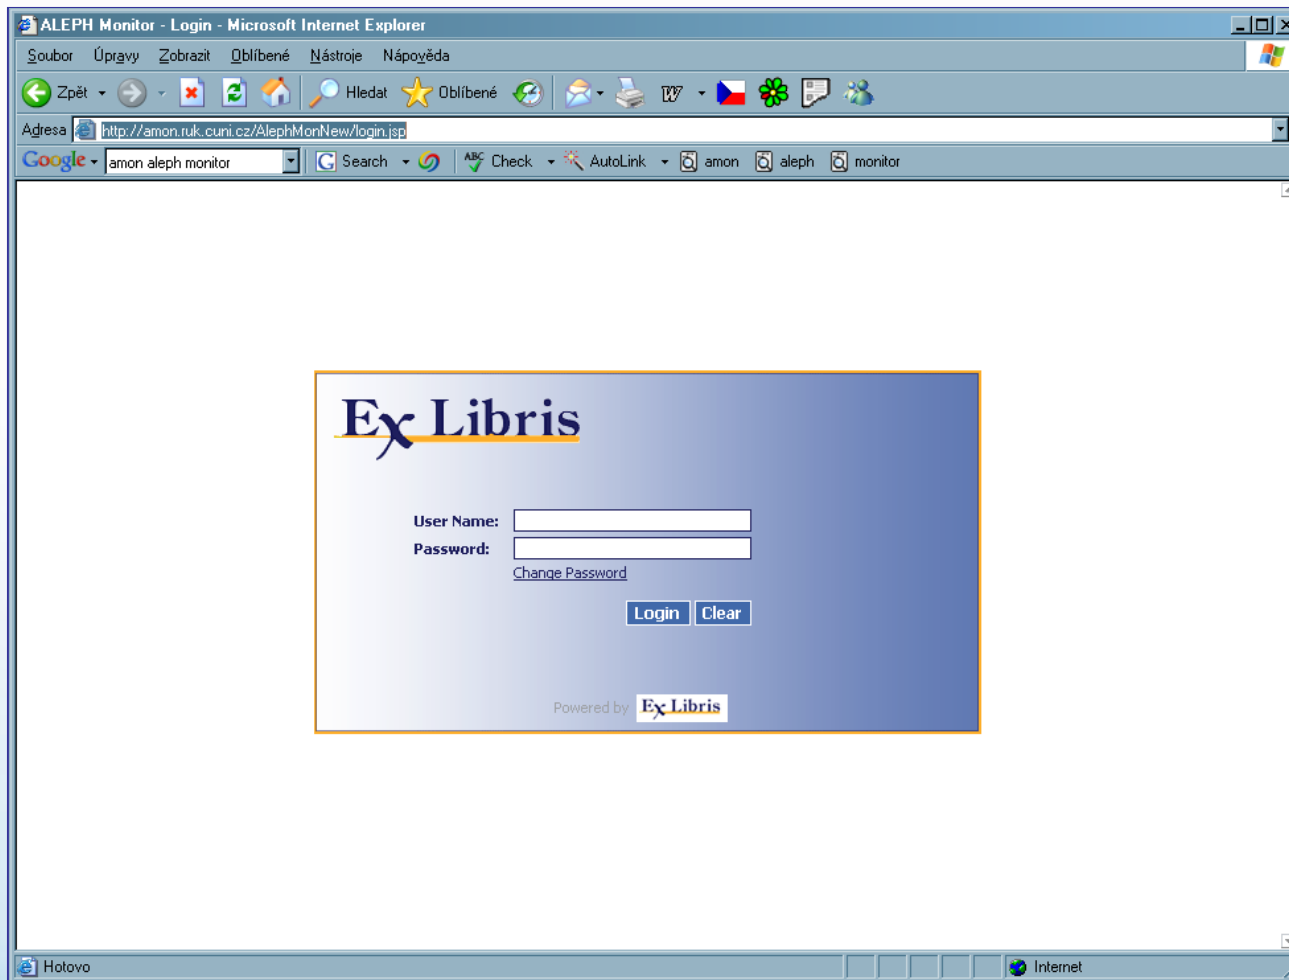 ALEPH Monitor - Login - Microsoft Internet Explorer
Soubor Úpravy Zobrazit Oblíbené Nástroje Nápověda
Zpět Hledat Oblíbené W
Adresa http://amon.ruk.cuni.cz/AlephMonNew/login.jsp
Google amon aleph monitor G Search ABC Check AutoLink amon aleph monitor
Ex Libris
User Name:
Password:
Change Password
Login Clear
Powered by Ex Libris
Hotovo Internet